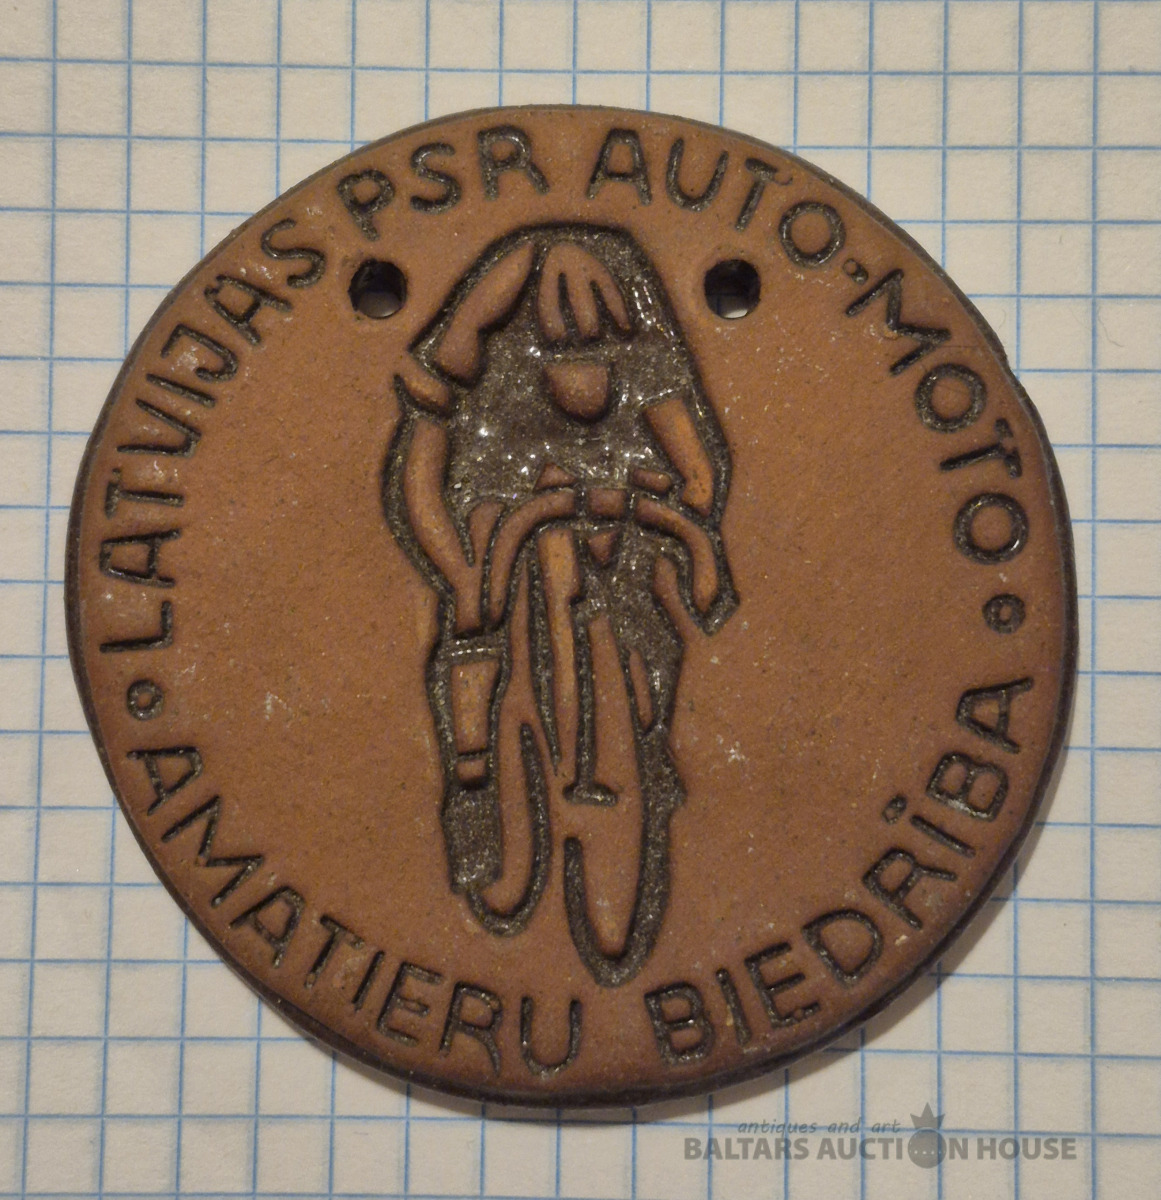 LATVIJAS PSR AUTO-MOTO
AMATIERU BIEDRĪBA
antiques and art
BALTARS AUCTION HOUSE